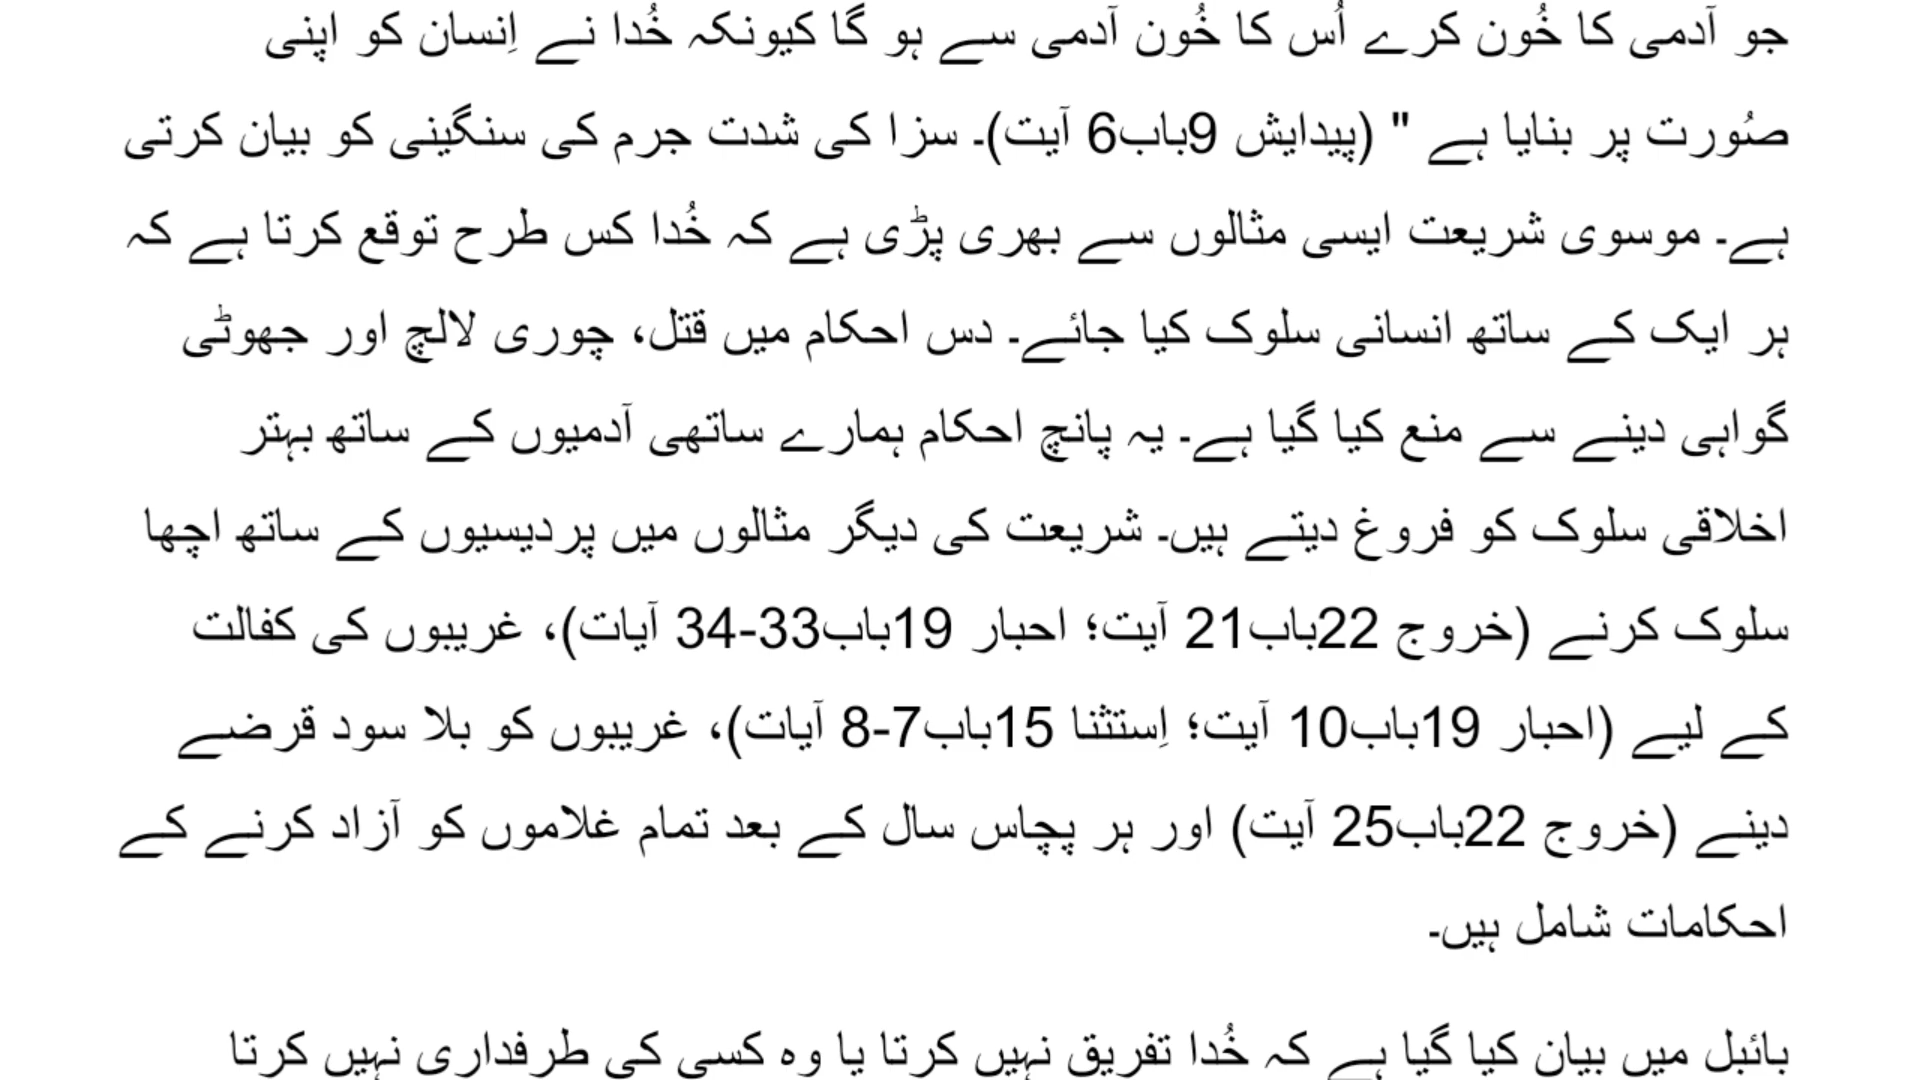 جو آدمی کا خُون کرے اُس کا خُون آدمی سے ہو گا کیونکہ خُدا نے اِنسان کو اپنی
صُورت پر بنایا ہے " (پیدایش 9باب6 آیت)۔ سزا کی شدت جرم کی سنگینی کو بیان کرتی
ہے۔ موسوی شریعت ایسی مثالوں سے بھری پڑی ہے کہ خُدا کس طرح توقع کرتا ہے کہ
ہر ایک کے ساتھ انسانی سلوک کیا جائے۔ دس احکام میں قتل، چوری لالچ اور جھوٹی
گواہی دینے سے منع کیا گیا ہے۔ یہ پانچ احکام ہمارے ساتھی آدمیوں کے ساتھ بہتر
اخلاقی سلوک کو فروغ دیتے ہیں۔ شریعت کی دیگر مثالوں میں پردیسیوں کے ساتھ اچھا
سلوک کرنے (خروج 22باب21 آیت؛ احبار 19باب33-34 آیات)، غریبوں کی کفالت
کے لیے (احبار 19باب10 آیت؛ اِستثنا 15باب7-8 آیات)، غریبوں کو بلا سود قرضے
دینے (خروج 22باب25 آیت) اور ہر پچاس سال کے بعد تمام غلاموں کو آزاد کرنے کے
احکامات شامل ہیں۔
بائبل میں بیان کیا گیا ہے کہ خُدا تفریق نہیں کرتا یا وہ کسی کی طرفداری نہیں کرتا